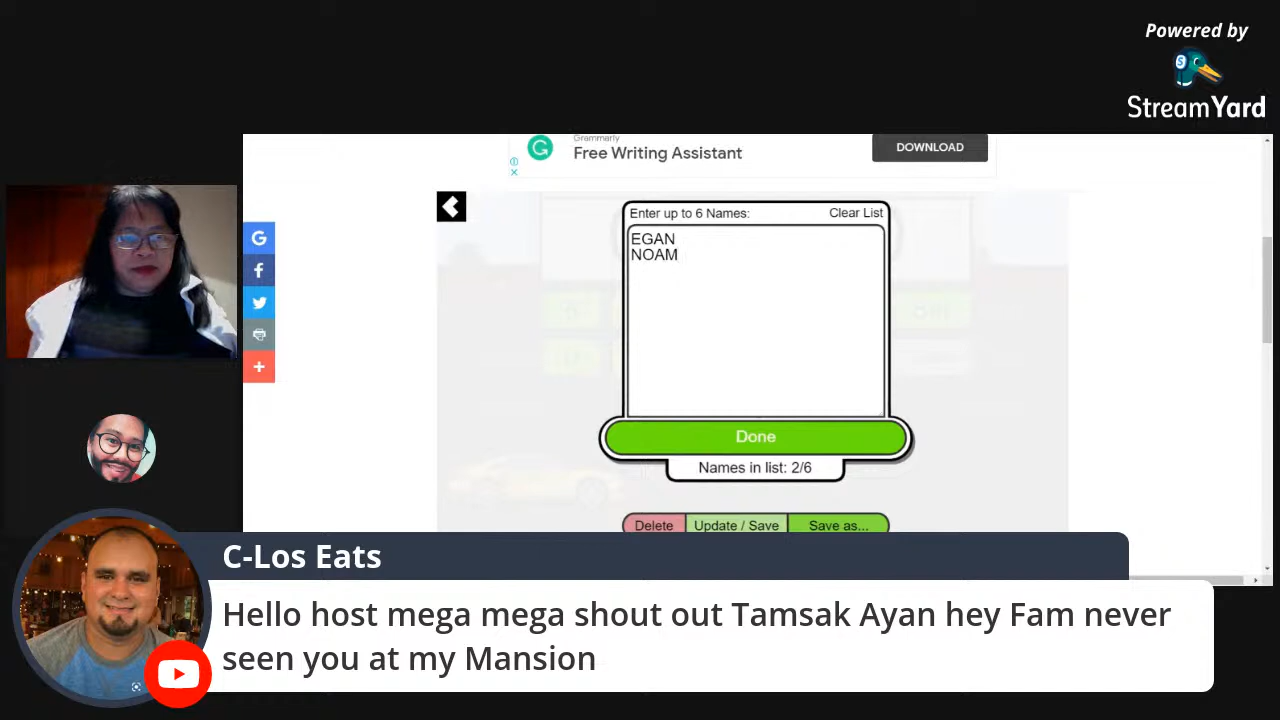 Powered by
StreamYard
Grammarly
Free Writing Assistant
DOWNLOAD
Enter up to 6 Names:
Clear List
EGAN
NOAM
Done
Names in list: 2/6
Delete
Update / Save
Save as...
C-Los Eats
Hello host mega mega shout out Tamsak Ayan hey Fam never
seen you at my Mansion